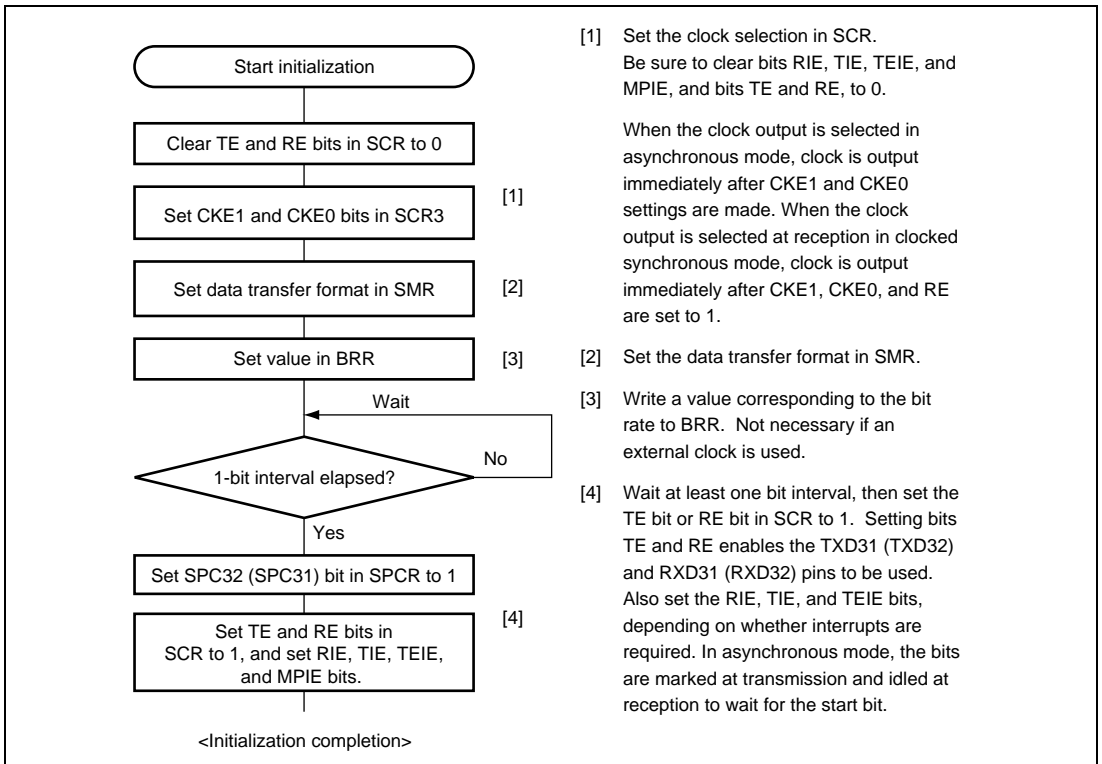 Start initialization
Clear TE and RE bits in SCR to 0
Set CKE1 and CKE0 bits in SCR3
[1]
Set data transfer format in SMR
[2]
Set value in BRR
[3]
Wait
1-bit interval elapsed?
No
Yes
Set SPC32 (SPC31) bit in SPCR to 1
Set TE and RE bits in
SCR to 1, and set RIE, TIE, TEIE,
and MPIE bits.
[4]
<Initialization completion>
[1] Set the clock selection in SCR.
Be sure to clear bits RIE, TIE, TEIE, and
MPIE, and bits TE and RE, to 0.
When the clock output is selected in
asynchronous mode, clock is output
immediately after CKE1 and CKE0
settings are made. When the clock
output is selected at reception in clocked
synchronous mode, clock is output
immediately after CKE1, CKE0, and RE
are set to 1.
[2] Set the data transfer format in SMR.
[3] Write a value corresponding to the bit
rate to BRR. Not necessary if an
external clock is used.
[4] Wait at least one bit interval, then set the
TE bit or RE bit in SCR to 1. Setting bits
TE and RE enables the TXD31 (TXD32)
and RXD31 (RXD32) pins to be used.
Also set the RIE, TIE, and TEIE bits,
depending on whether interrupts are
required. In asynchronous mode, the bits
are marked at transmission and idled at
reception to wait for the start bit.